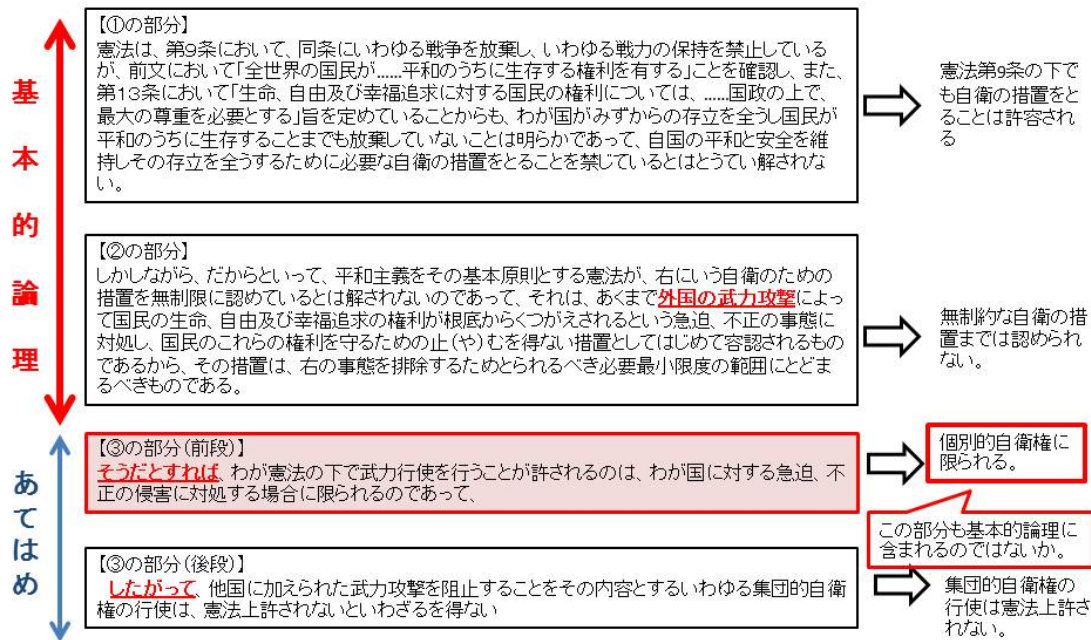 基本的論理
【①の部分】
憲法は、第9条において、同条にいわゆる戦争を放棄し、いわゆる戦力の保持を禁止している
が、前文において「全世界の国民が……平和のうちに生存する権利を有する」ことを確認し、また、
第13条において「生命、自由及び幸福追求に対する国民の権利については、……国政の上で、
最大の尊重を必要とする」旨を定めていることからも、わが国がみずからの存立を全うし国民が
平和のうちに生存することまでも放棄していないことは明らかであって、自国の平和と安全を維
持しその存立を全うするために必要な自衛の措置をとることを禁じているとはとうてい解されな
い。
憲法第9条の下で
も自衛の措置をと
ることは許容され
る
【②の部分】
しかしながら、だからといって、平和主義をその基本原則とする憲法が、右にいう自衛のための
措置を無制限に認めているとは解されないのであって、それは、あくまで外国の武力攻撃によっ
て国民の生命、自由及び幸福追求の権利が根底からくつがえされるという急迫、不正の事態に
対処し、国民のこれらの権利を守るための止(や)むを得ない措置としてはじめて容認されるもの
であるから、その措置は、右の事態を排除するためとられるべき必要最小限度の範囲にとどま
るべきものである。
無制約な自衛の措
置までは認められ
ない。
あてはめ
【③の部分(前段)】
そうだとすれば、わが憲法の下で武力行使を行うことが許されるのは、わが国に対する急迫、不
正の侵害に対処する場合に限られるのであって、
個別的自衛権に
限られる。
この部分も基本的論理に
含まれるのではないか。
【③の部分(後段)】
したがって、他国に加えられた武力攻撃を阻止することをその内容とするいわゆる集団的自衛
権の行使は、憲法上許されないといわざるを得ない
集団的自衛権の
行使は憲法上許さ
れない。